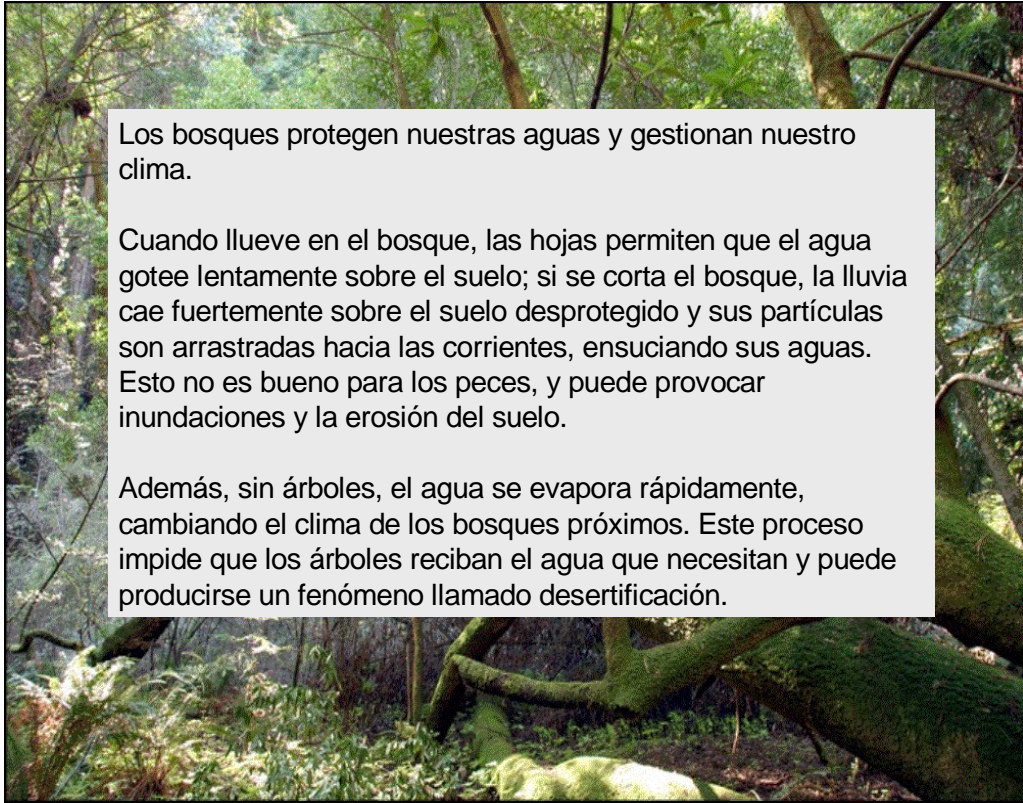 Los bosques protegen nuestras aguas y gestionan nuestro
clima.
Cuando llueve en el bosque, las hojas permiten que el agua
gotee lentamente sobre el suelo; si se corta el bosque, la lluvia
cae fuertemente sobre el suelo desprotegido y sus partículas
son arrastradas hacia las corrientes, ensuciando sus aguas.
Esto no es bueno para los peces, y puede provocar
inundaciones y la erosión del suelo.
Además, sin árboles, el agua se evapora rápidamente,
cambiando el clima de los bosques próximos. Este proceso
impide que los árboles reciban el agua que necesitan y puede
producirse un fenómeno llamado desertificación.